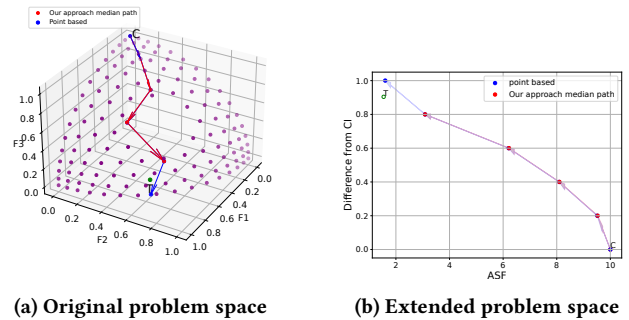 Our approach median path
Point based
C
1.0
0.8
0.6
0.4
0.2
0.0
F3
T
0.0
0.2
0.4
0.6
0.8
1.0
F2
0.0
0.2
0.4
0.6
0.8
1.0
F1
(a) Original problem space
point based
Our approach median path
1.0
0.8
0.6
0.4
0.2
0.0
Difference from CI
T
C
2
4
6
8
10
ASF
(b) Extended problem space